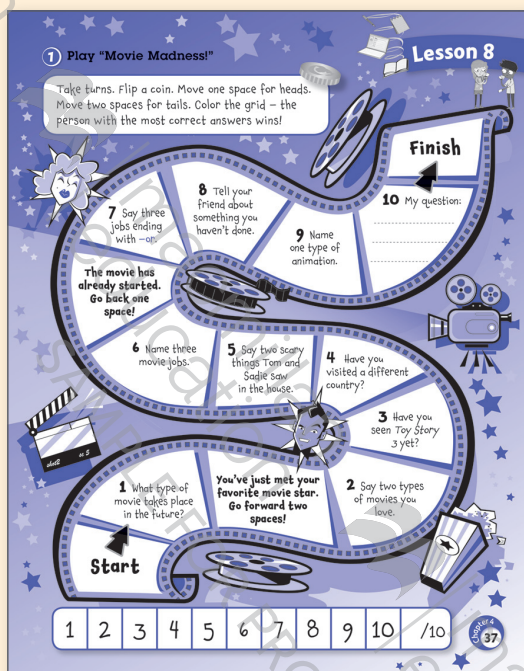 1 Play "Movie Madness!"
Lesson 8
Take turns. Flip a coin. Move one space for heads.
Move two spaces for tails. Color the grid – the
person with the most correct answers wins!
Start
1 What type of
movie takes place
in the future?
You've just met your
favorite movie star.
Go forward two
spaces!
2 Say two types
of movies you
love.
3 Have you
seen Toy Story
3 yet?
4 Have you
visited a different
country?
5 Say two scary
things Tom and
Sadie saw
in the house.
6 Name three
movie jobs.
The movie has
already started.
Go back one
space!
7 Say three
jobs ending
with –or.
8 Tell your
friend about
something you
haven't done.
9 Name
one type of
animation.
10 My question:
Finish
shot2 sc 5
1 2 3 4 5 6 7 8 9 10 /10
Chapter 4
37